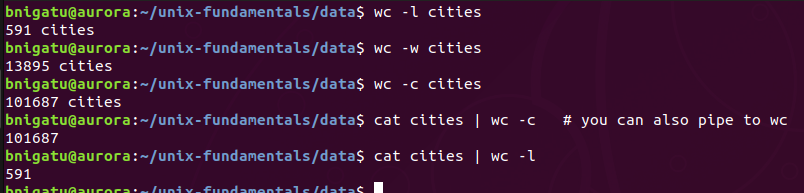 bnigatu@aurora:~/unix-fundamentals/data$ wc -l cities
591 cities
bnigatu@aurora:~/unix-fundamentals/data$ wc -w cities
13895 cities
bnigatu@aurora:~/unix-fundamentals/data$ wc -c cities
101687 cities
bnigatu@aurora:~/unix-fundamentals/data$ cat cities | wc -c   # you can also pipe to wc
101687
bnigatu@aurora:~/unix-fundamentals/data$ cat cities | wc -l
591
bnigatu@aurora:~/unix-fundamentals/data$